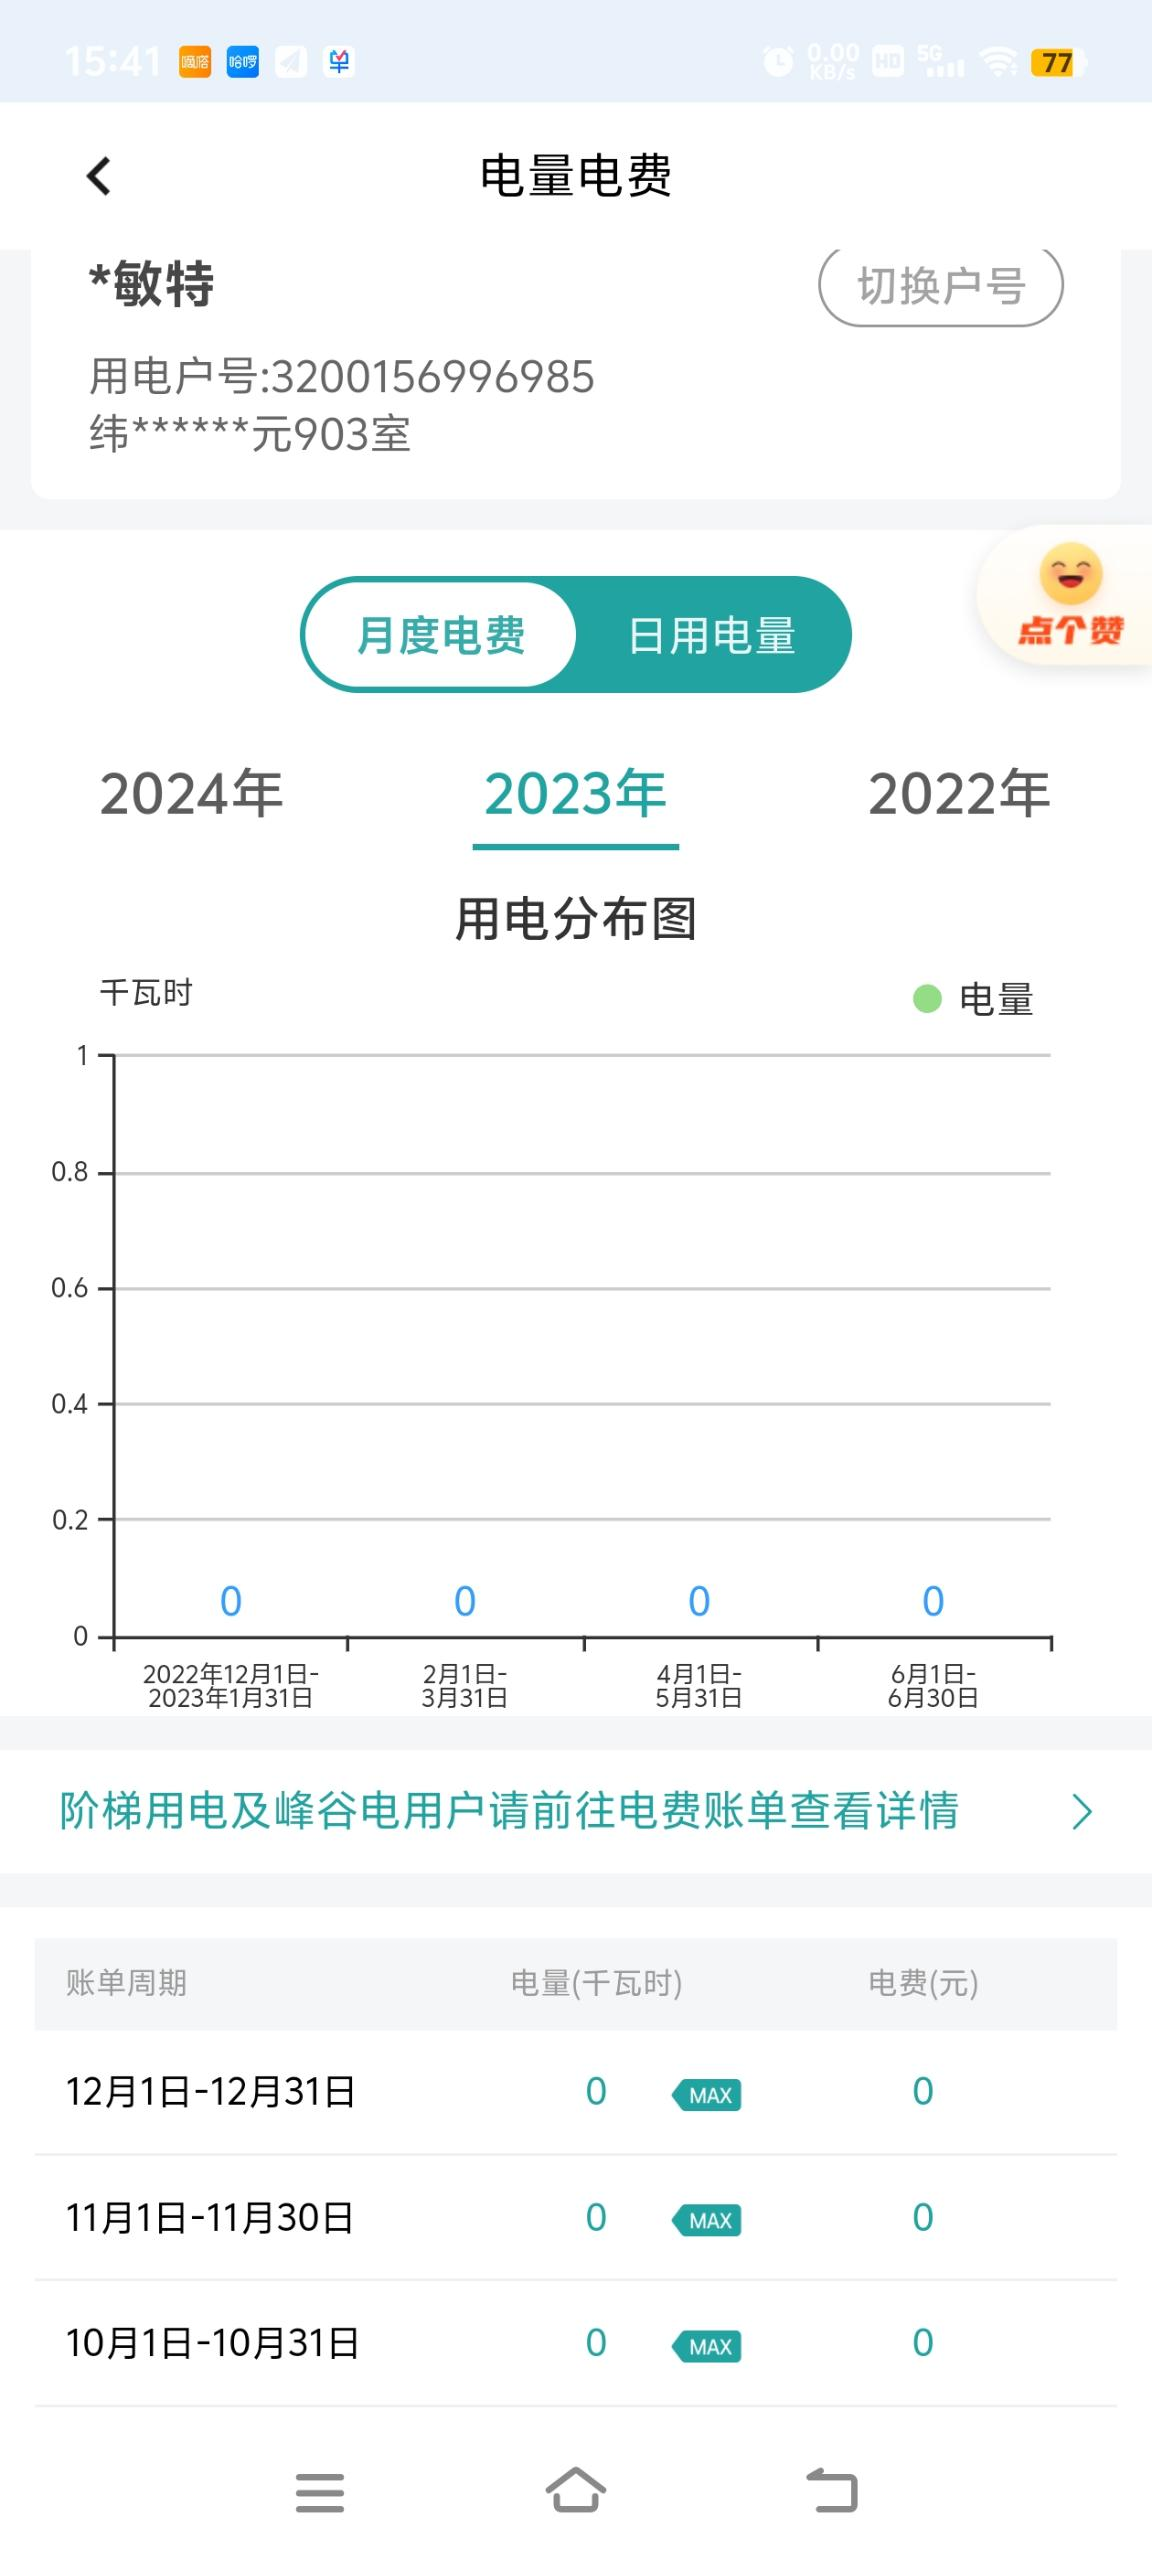 15:41 嘀嗒 哈啰 0.00 KB/s HD 5G 77
电量电费
*敏特
切换户号
用电户号:3200156996985
纬******元903室
点个赞
月度电费 日用电量
2024年 2023年 2022年
用电分布图
千瓦时
电量
1
0.8
0.6
0.4
0.2
0
0 0 0 0
2022年12月1日- 2月1日- 4月1日- 6月1日-
2023年1月31日 3月31日 5月31日 6月30日
阶梯用电及峰谷电用户请前往电费账单查看详情
账单周期 电量(千瓦时) 电费(元)
12月1日-12月31日 0 MAX 0
11月1日-11月30日 0 MAX 0
10月1日-10月31日 0 MAX 0